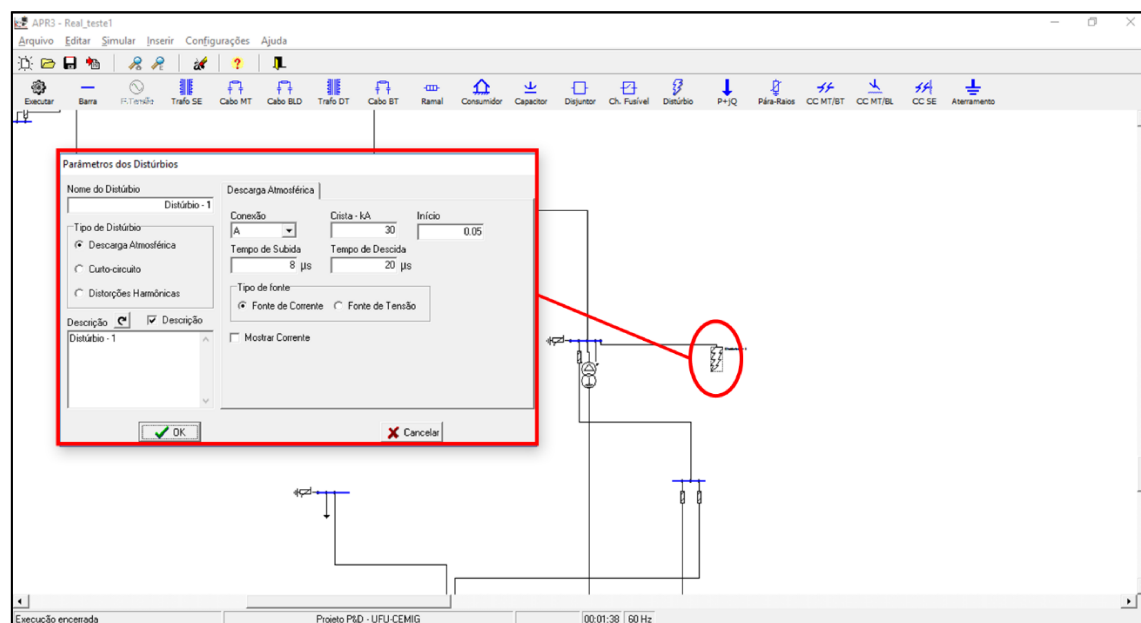 APR3 - Real_teste1
Arquivo Editar Simular Inserir Configurações Ajuda
Executar Barra F.Tensão Trafo SE Cabo MT Cabo BLD Trafo DT Cabo BT Ramal Consumidor Capacitor Disjuntor Ch. Fusível Distúrbio P+jQ Pára-Raios CC MT/BT CC MT/BL CC SE Aterramento
Parâmetros dos Distúrbios
Nome do Distúrbio
Distúrbio - 1
Tipo de Distúrbio
Descarga Atmosférica
Curto-circuito
Distorções Harmônicas
Descrição Descrição
Distúrbio - 1
Descarga Atmosférica
Conexão Crista - kA Início
A 30 0.05
Tempo de Subida Tempo de Descida
8 µs 20 µs
Tipo de fonte
Fonte de Corrente Fonte de Tensão
Mostrar Corrente
OK Cancelar
Execução encerrada Projeto P&D - UFU-CEMIG 00:01:38 60 Hz